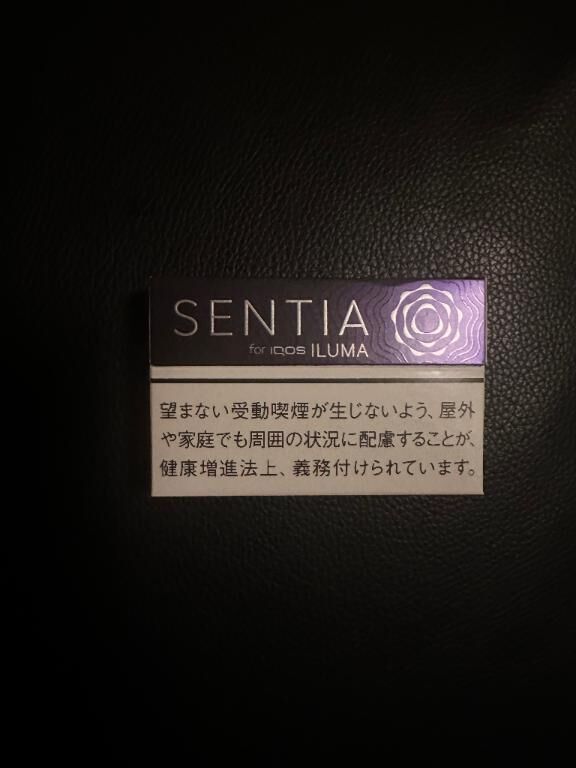 SENTIA
for IQOS ILUMA
望まない受動喫煙が生じないよう、屋外
や家庭でも周囲の状況に配慮することが、
健康増進法上、義務付けられています。